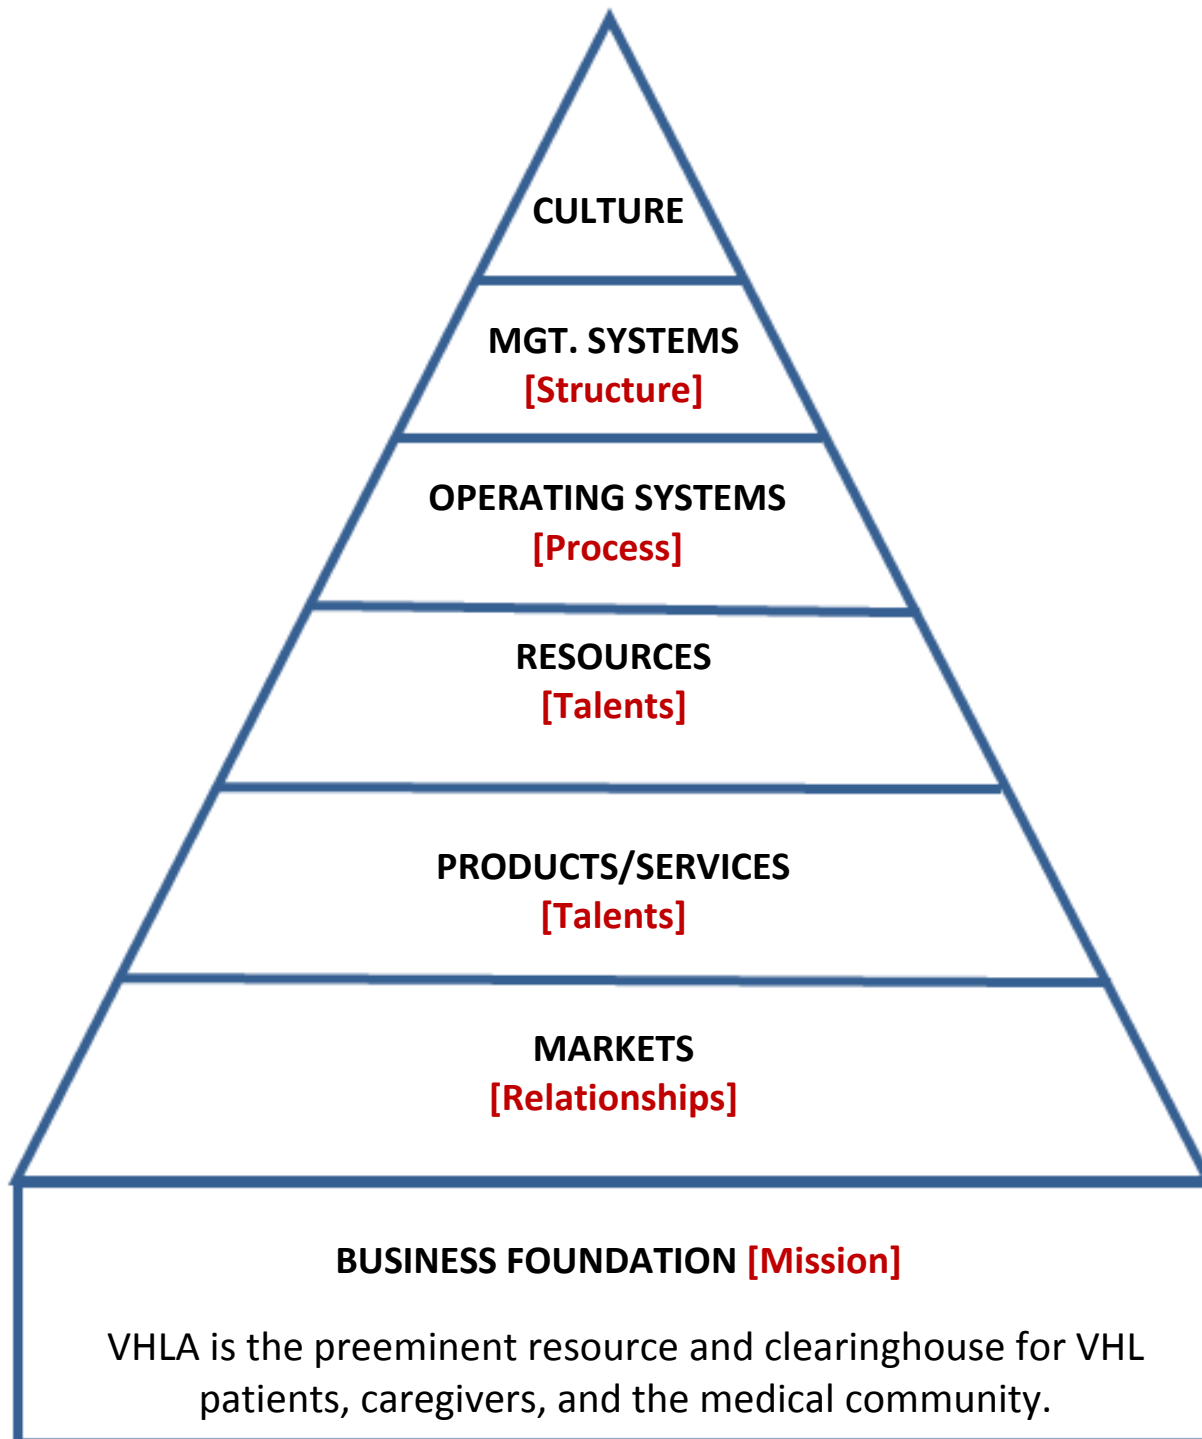 CULTURE
MGT. SYSTEMS
[Structure]
OPERATING SYSTEMS
[Process]
RESOURCES
[Talents]
PRODUCTS/SERVICES
[Talents]
MARKETS
[Relationships]
BUSINESS FOUNDATION [Mission]
VHLA is the preeminent resource and clearinghouse for VHL
patients, caregivers, and the medical community.